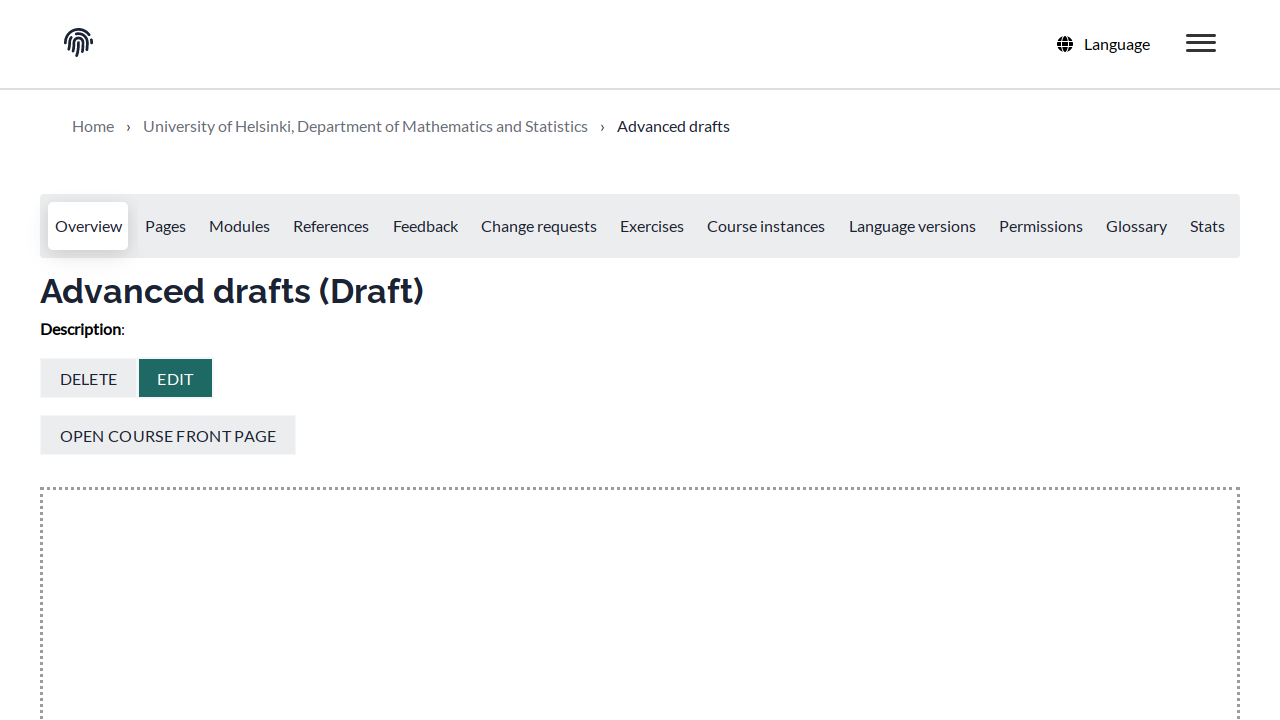 Language
Home › University of Helsinki, Department of Mathematics and Statistics › Advanced drafts
Overview Pages Modules References Feedback Change requests Exercises Course instances Language versions Permissions Glossary Stats
Advanced drafts (Draft)
Description:
DELETE EDIT
OPEN COURSE FRONT PAGE